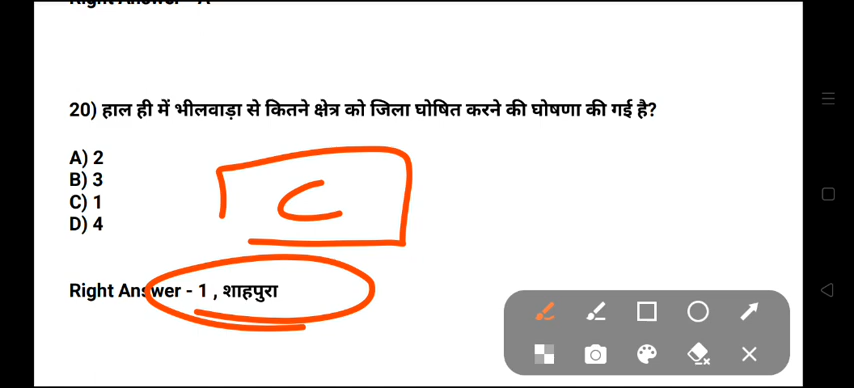 20) हाल ही में भीलवाड़ा से कितने क्षेत्र को जिला घोषित करने की घोषणा की गई है?
A) 2
B) 3
C) 1
D) 4
C
Right Answer - 1 , शाहपुरा